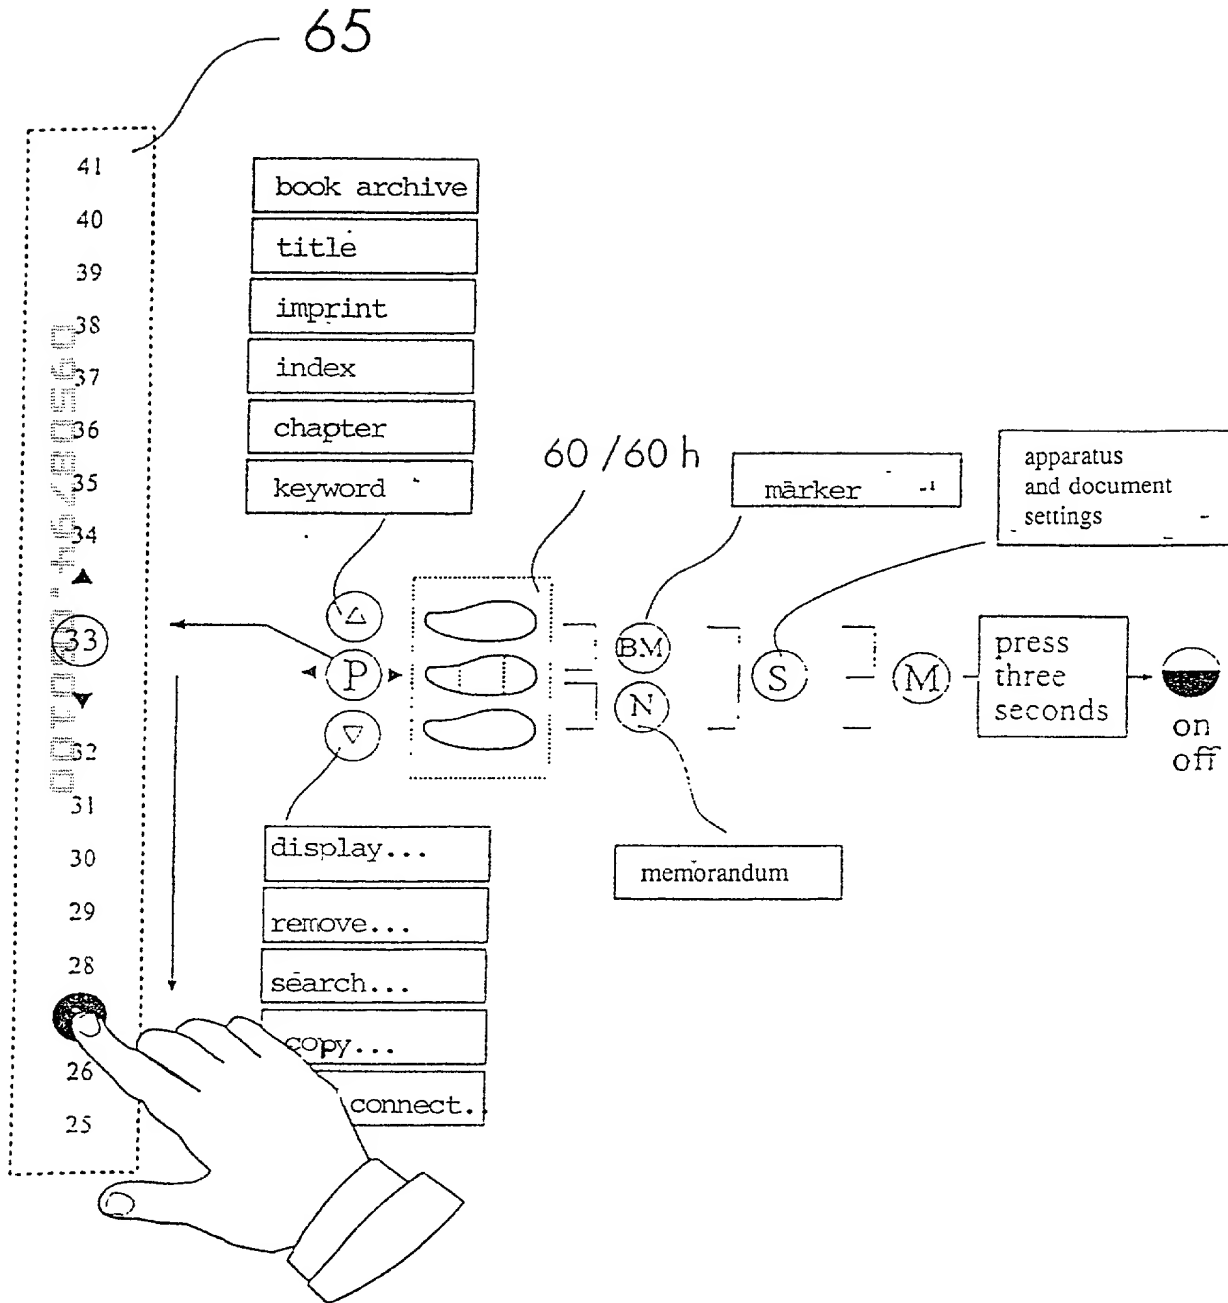 65
41
40
39
38
37
36
35
34
33
32
31
30
29
28
26
25
book archive
title
imprint
index
chapter
keyword
60 / 60 h
marker
apparatus
and document
settings
P
BM
N
S
M
press
three
seconds
on
off
display...
remove...
search...
copy...
connect..
memorandum